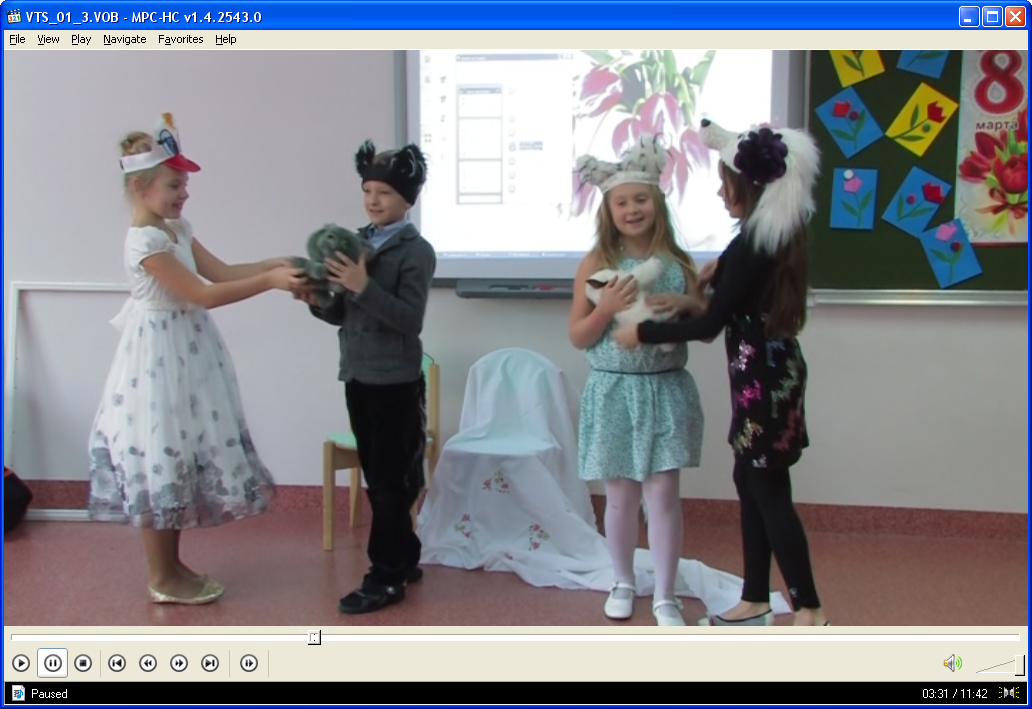 VTS_01_3.VOB - MPC-HC v1.4.2543.0
File View Play Navigate Favorites Help
8
марта
Paused
03:31 / 11:42